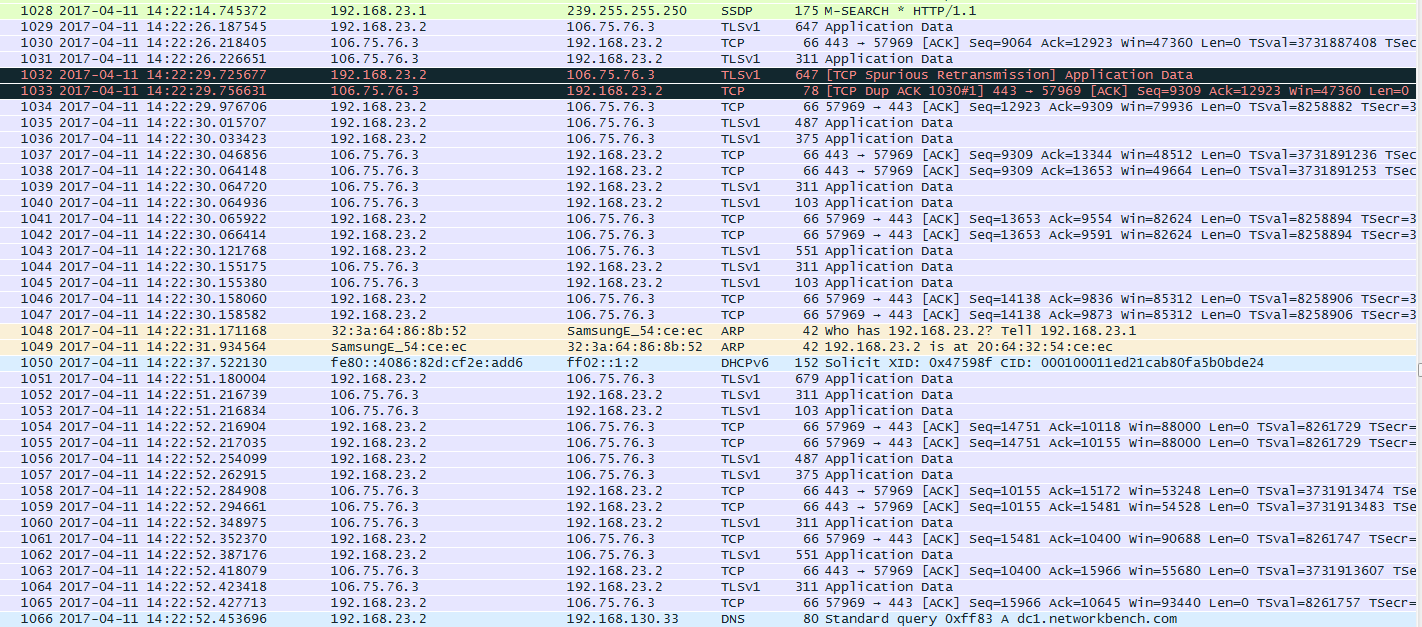 1028 2017-04-11 14:22:14.745372 192.168.23.1 239.255.255.250 SSDP 175 M-SEARCH * HTTP/1.1
1029 2017-04-11 14:22:26.187545 192.168.23.2 106.75.76.3 TLSv1 647 Application Data
1030 2017-04-11 14:22:26.218405 106.75.76.3 192.168.23.2 TCP 66 443 → 57969 [ACK] Seq=9064 Ack=12923 Win=47360 Len=0 TSval=3731887408 TSec
1031 2017-04-11 14:22:26.226651 106.75.76.3 192.168.23.2 TLSv1 311 Application Data
1032 2017-04-11 14:22:29.725677 192.168.23.2 106.75.76.3 TLSv1 647 [TCP Spurious Retransmission] Application Data
1033 2017-04-11 14:22:29.756631 106.75.76.3 192.168.23.2 TCP 78 [TCP Dup ACK 1030#1] 443 → 57969 [ACK] Seq=9309 Ack=12923 Win=47360 Len=0
1034 2017-04-11 14:22:29.976706 192.168.23.2 106.75.76.3 TCP 66 57969 → 443 [ACK] Seq=12923 Ack=9309 Win=79936 Len=0 TSval=8258882 TSecr=3
1035 2017-04-11 14:22:30.015707 192.168.23.2 106.75.76.3 TLSv1 487 Application Data
1036 2017-04-11 14:22:30.033423 192.168.23.2 106.75.76.3 TLSv1 375 Application Data
1037 2017-04-11 14:22:30.046856 106.75.76.3 192.168.23.2 TCP 66 443 → 57969 [ACK] Seq=9309 Ack=13344 Win=48512 Len=0 TSval=3731891236 TSec
1038 2017-04-11 14:22:30.064148 106.75.76.3 192.168.23.2 TCP 66 443 → 57969 [ACK] Seq=9309 Ack=13653 Win=49664 Len=0 TSval=3731891253 TSec
1039 2017-04-11 14:22:30.064720 106.75.76.3 192.168.23.2 TLSv1 311 Application Data
1040 2017-04-11 14:22:30.064936 106.75.76.3 192.168.23.2 TLSv1 103 Application Data
1041 2017-04-11 14:22:30.065922 192.168.23.2 106.75.76.3 TCP 66 57969 → 443 [ACK] Seq=13653 Ack=9554 Win=82624 Len=0 TSval=8258894 TSecr=3
1042 2017-04-11 14:22:30.066414 192.168.23.2 106.75.76.3 TCP 66 57969 → 443 [ACK] Seq=13653 Ack=9591 Win=82624 Len=0 TSval=8258894 TSecr=3
1043 2017-04-11 14:22:30.121768 192.168.23.2 106.75.76.3 TLSv1 551 Application Data
1044 2017-04-11 14:22:30.155175 106.75.76.3 192.168.23.2 TLSv1 311 Application Data
1045 2017-04-11 14:22:30.155380 106.75.76.3 192.168.23.2 TLSv1 103 Application Data
1046 2017-04-11 14:22:30.158060 192.168.23.2 106.75.76.3 TCP 66 57969 → 443 [ACK] Seq=14138 Ack=9836 Win=85312 Len=0 TSval=8258906 TSecr=3
1047 2017-04-11 14:22:30.158582 192.168.23.2 106.75.76.3 TCP 66 57969 → 443 [ACK] Seq=14138 Ack=9873 Win=85312 Len=0 TSval=8258906 TSecr=3
1048 2017-04-11 14:22:31.171168 32:3a:64:86:8b:52 SamsungE_54:ce:ec ARP 42 Who has 192.168.23.2? Tell 192.168.23.1
1049 2017-04-11 14:22:31.934564 SamsungE_54:ce:ec 32:3a:64:86:8b:52 ARP 42 192.168.23.2 is at 20:64:32:54:ce:ec
1050 2017-04-11 14:22:37.522130 fe80::4086:82d:cf2e:add6 ff02::1:2 DHCPv6 152 Solicit XID: 0x47598f CID: 000100011ed21cab80fa5b0bde24
1051 2017-04-11 14:22:51.180004 192.168.23.2 106.75.76.3 TLSv1 679 Application Data
1052 2017-04-11 14:22:51.216739 106.75.76.3 192.168.23.2 TLSv1 311 Application Data
1053 2017-04-11 14:22:51.216834 106.75.76.3 192.168.23.2 TLSv1 103 Application Data
1054 2017-04-11 14:22:52.216904 192.168.23.2 106.75.76.3 TCP 66 57969 → 443 [ACK] Seq=14751 Ack=10118 Win=88000 Len=0 TSval=8261729 TSecr=
1055 2017-04-11 14:22:52.217035 192.168.23.2 106.75.76.3 TCP 66 57969 → 443 [ACK] Seq=14751 Ack=10155 Win=88000 Len=0 TSval=8261729 TSecr=
1056 2017-04-11 14:22:52.254099 192.168.23.2 106.75.76.3 TLSv1 487 Application Data
1057 2017-04-11 14:22:52.262915 192.168.23.2 106.75.76.3 TLSv1 375 Application Data
1058 2017-04-11 14:22:52.284908 106.75.76.3 192.168.23.2 TCP 66 443 → 57969 [ACK] Seq=10155 Ack=15172 Win=53248 Len=0 TSval=3731913474 TSe
1059 2017-04-11 14:22:52.294661 106.75.76.3 192.168.23.2 TCP 66 443 → 57969 [ACK] Seq=10155 Ack=15481 Win=54528 Len=0 TSval=3731913483 TSe
1060 2017-04-11 14:22:52.348975 106.75.76.3 192.168.23.2 TLSv1 311 Application Data
1061 2017-04-11 14:22:52.352370 192.168.23.2 106.75.76.3 TCP 66 57969 → 443 [ACK] Seq=15481 Ack=10400 Win=90688 Len=0 TSval=8261747 TSecr=
1062 2017-04-11 14:22:52.387176 192.168.23.2 106.75.76.3 TLSv1 551 Application Data
1063 2017-04-11 14:22:52.418079 106.75.76.3 192.168.23.2 TCP 66 443 → 57969 [ACK] Seq=10400 Ack=15966 Win=55680 Len=0 TSval=3731913607 TSe
1064 2017-04-11 14:22:52.423418 106.75.76.3 192.168.23.2 TLSv1 311 Application Data
1065 2017-04-11 14:22:52.427713 192.168.23.2 106.75.76.3 TCP 66 57969 → 443 [ACK] Seq=15966 Ack=10645 Win=93440 Len=0 TSval=8261757 TSecr=
1066 2017-04-11 14:22:52.453696 192.168.23.2 192.168.130.33 DNS 80 Standard query 0xff83 A dc1.networkbench.com